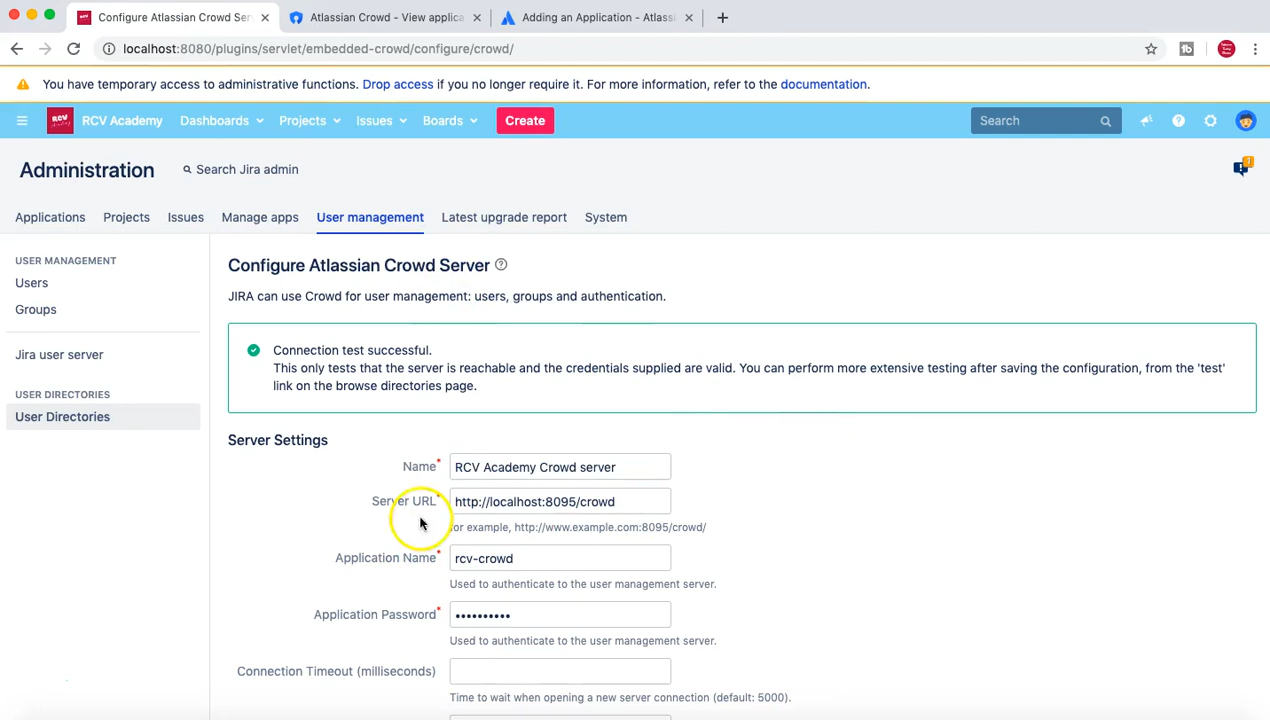 Configure Atlassian Crowd Ser
Atlassian Crowd - View applica
Adding an Application - Atlass
localhost:8080/plugins/servlet/embedded-crowd/configure/crowd/
You have temporary access to administrative functions. Drop access if you no longer require it. For more information, refer to the documentation.
RCV Academy Dashboards Projects Issues Boards Create Search
Administration Search Jira admin
Applications Projects Issues Manage apps User management Latest upgrade report System
USER MANAGEMENT
Users
Groups
Jira user server
USER DIRECTORIES
User Directories
Configure Atlassian Crowd Server
JIRA can use Crowd for user management: users, groups and authentication.
Connection test successful.
This only tests that the server is reachable and the credentials supplied are valid. You can perform more extensive testing after saving the configuration, from the 'test'
link on the browse directories page.
Server Settings
Name* RCV Academy Crowd server
Server URL* http://localhost:8095/crowd
for example, http://www.example.com:8095/crowd/
Application Name* rcv-crowd
Used to authenticate to the user management server.
Application Password* ••••••••••
Used to authenticate to the user management server.
Connection Timeout (milliseconds)
Time to wait when opening a new server connection (default: 5000).